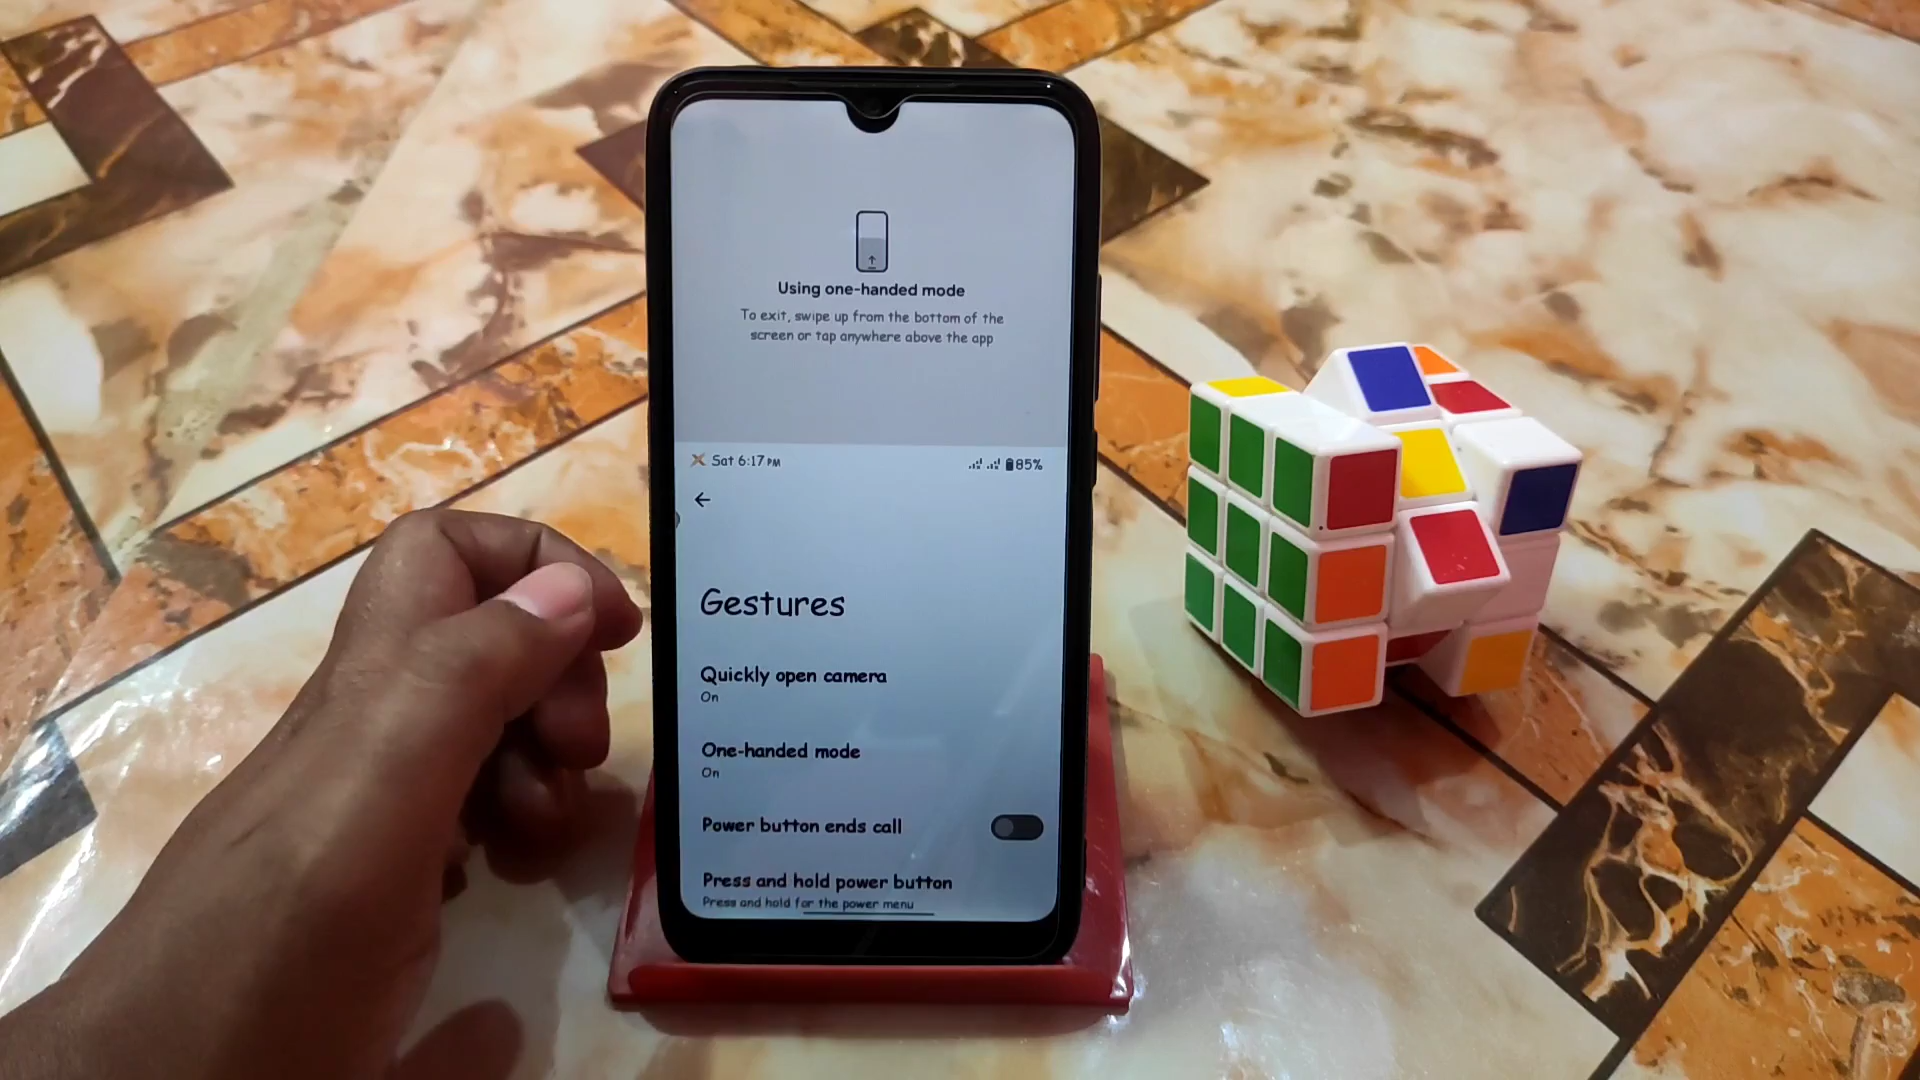 Using one-handed mode
To exit, swipe up from the bottom of the
screen or tap anywhere above the app
Sat 6:17 PM 85%
Gestures
Quickly open camera
On
One-handed mode
On
Power button ends call
Press and hold power button
Press and hold for the power menu